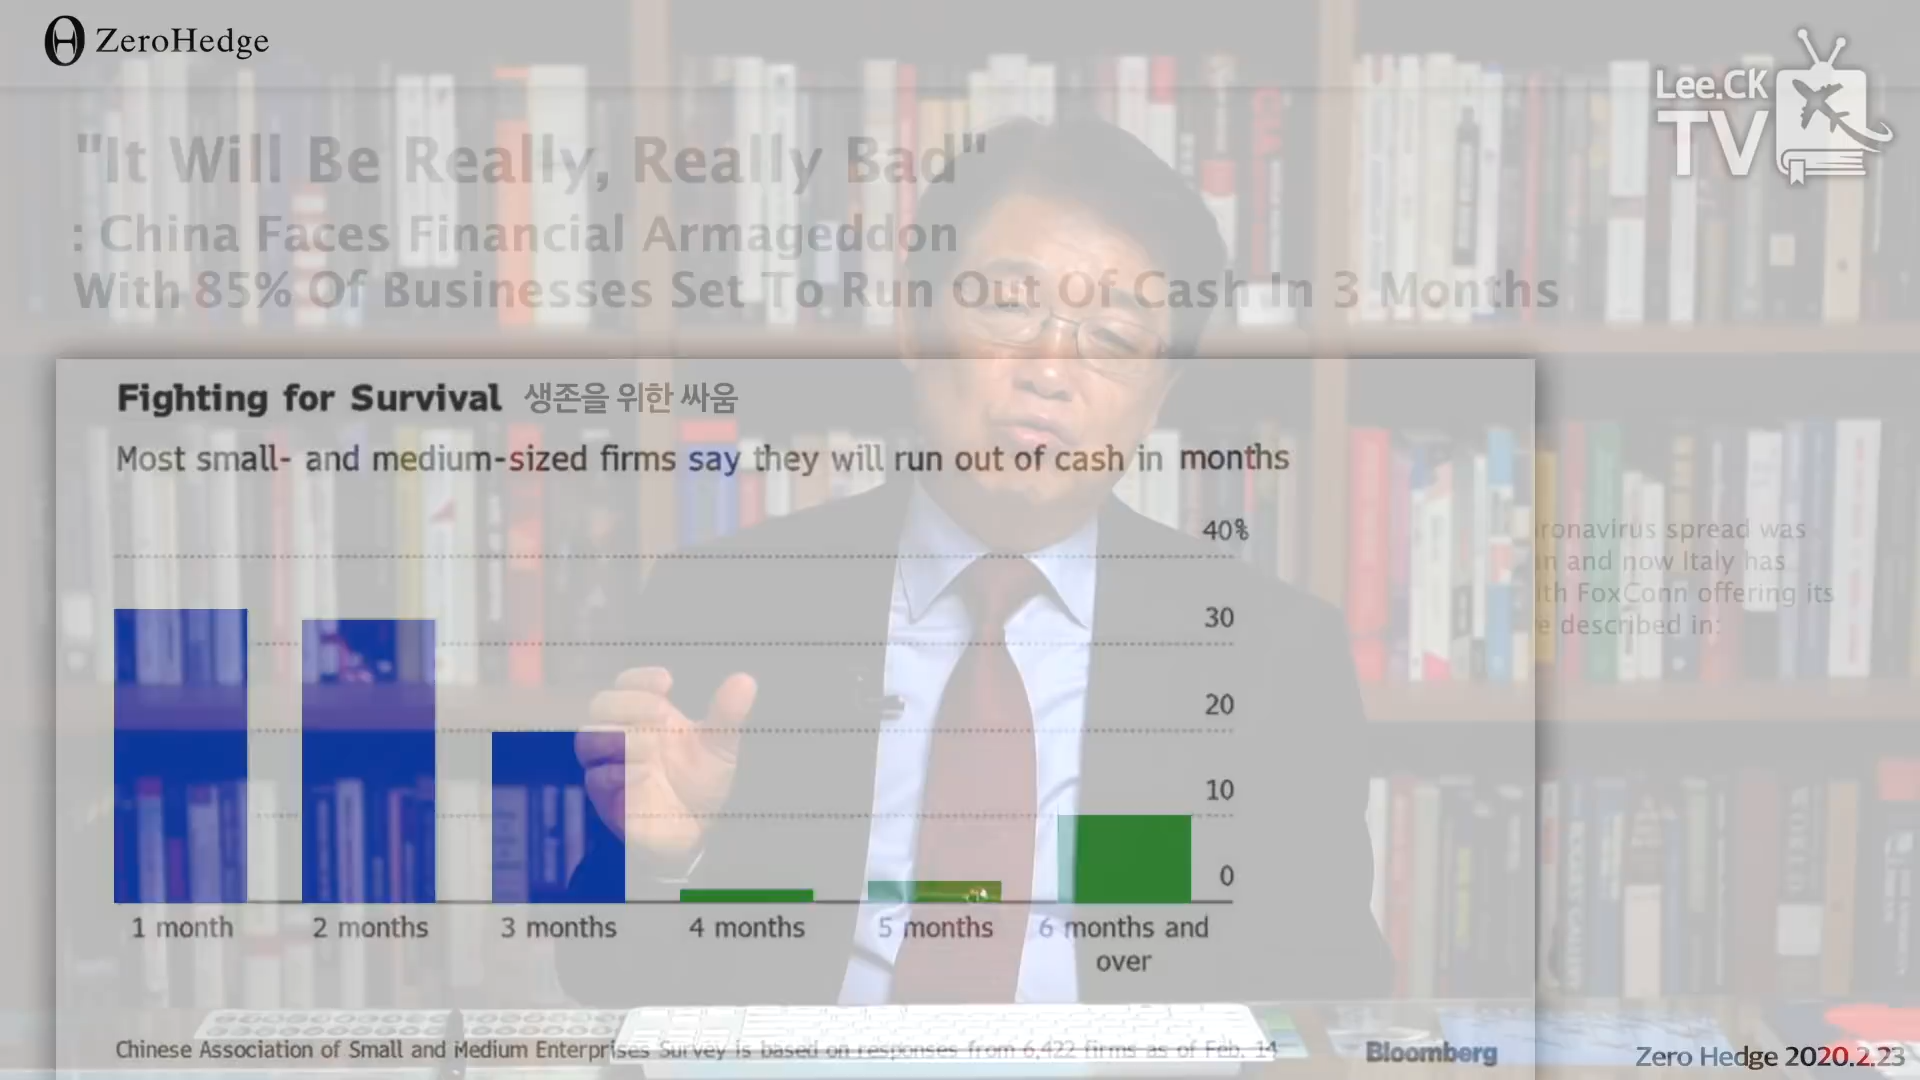 ZeroHedge
Lee.CK
TV
"It Will Be Really, Really Bad"
: China Faces Financial Armageddon
With 85% Of Businesses Set To Run Out Of Cash In 3 Months
Fighting for Survival 생존을 위한 싸움
Most small- and medium-sized firms say they will run out of cash in months
40%
30
20
10
0
1 month 2 months 3 months 4 months 5 months 6 months and
over
spread was
and now Italy has
FoxConn offering its
described in:
Chinese Association of Small and Medium Enterprises Survey is based on responses from 6,422 firms as of Feb. 14
Bloomberg
Zero Hedge 2020.2.23